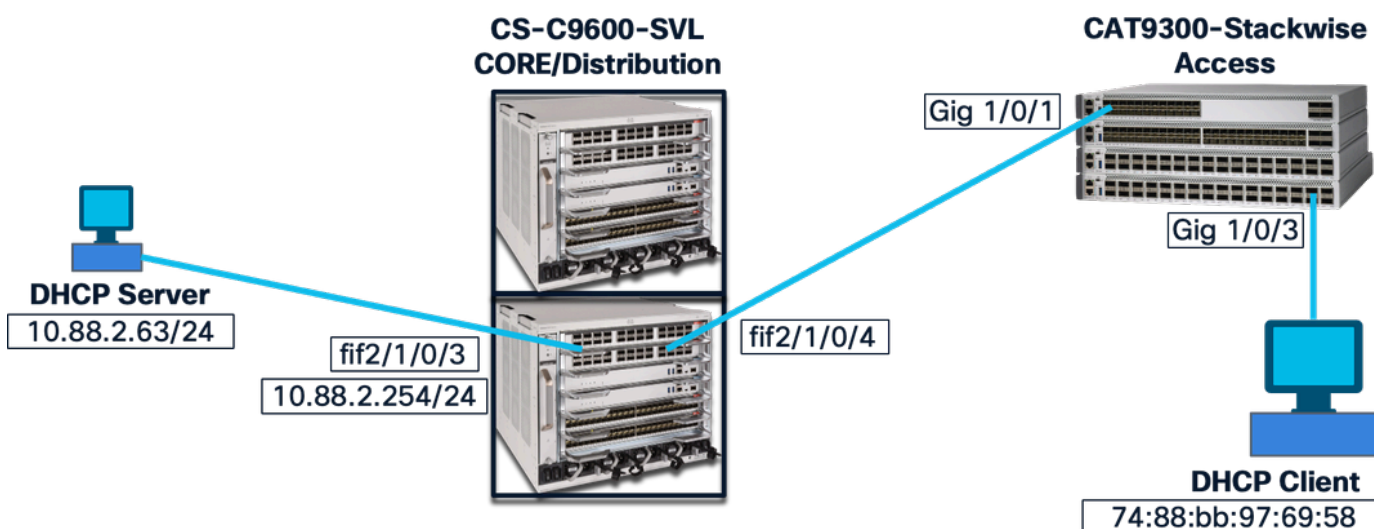 CS-C9600-SVL
CORE/Distribution
CAT9300-Stackwise
Access
Gig 1/0/1
Gig 1/0/3
DHCP Server
10.88.2.63/24
fif2/1/0/3
10.88.2.254/24
fif2/1/0/4
DHCP Client
74:88:bb:97:69:58